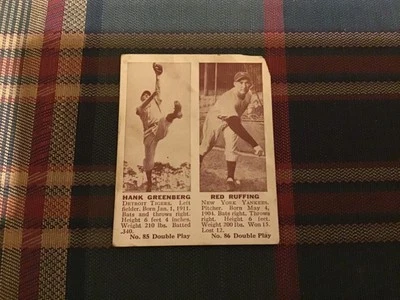 HANK GREENBERG
DETROIT TIGERS. Left
fielder. Born Jan. 1, 1911.
Bats and throws right.
Height 6 feet 4 inches.
Weight 210 lbs. Batted
.340.
No. 85 Double Play
RED RUFFING
NEW YORK YANKEES.
Pitcher. Born May 4,
1904. Bats right, Throws
right. Height 6 feet.
Weight 200 lbs. Won 15.
Lost 12.
No. 86 Double Play